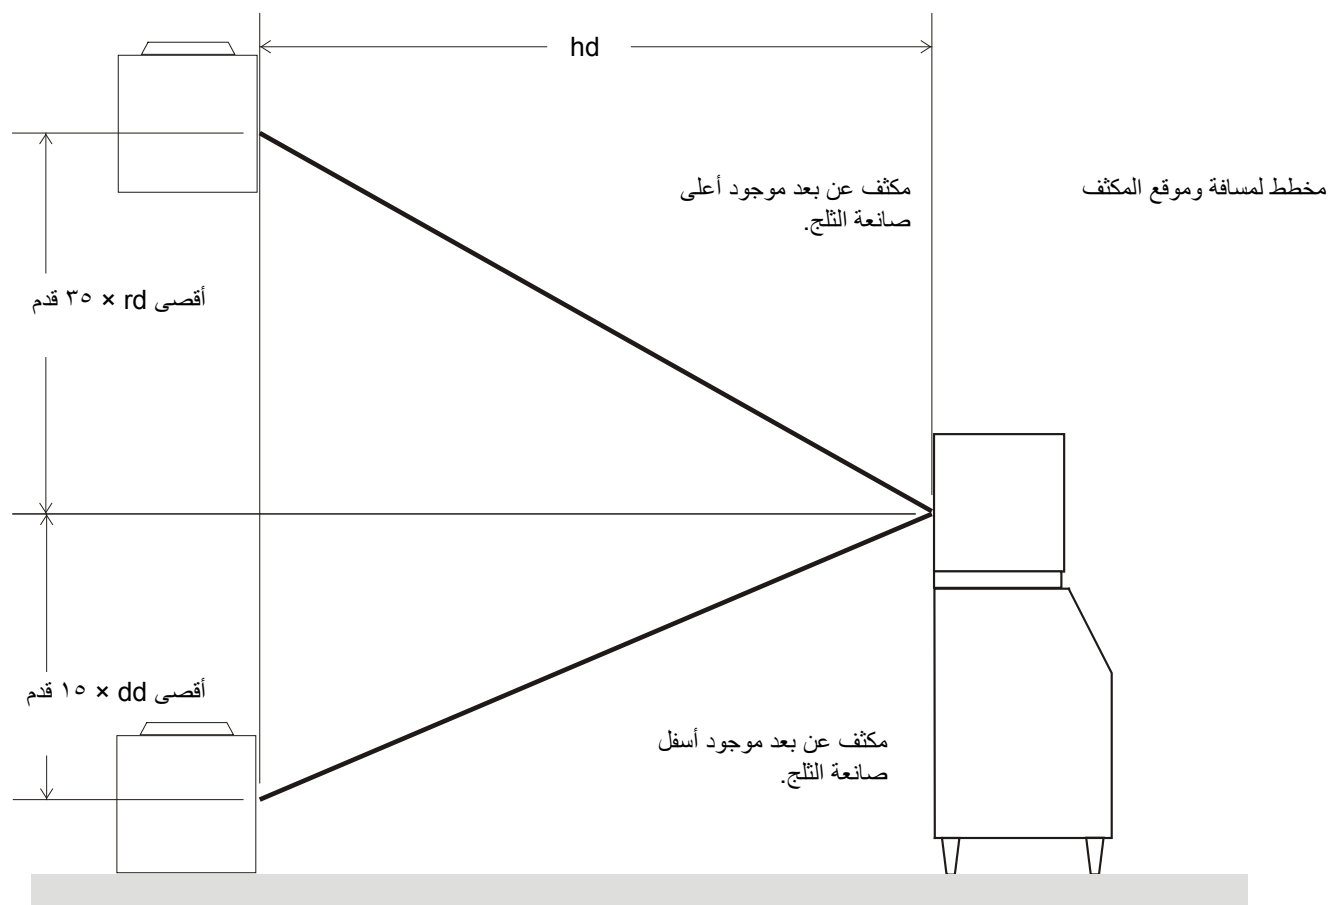 hd
مخطط لمسافة وموقع المكثف
مكثف عن بعد موجود أعلى
صانعة الثلج.
أقصى rd × ٣٥ قدم
أقصى dd × ١٥ قدم
مكثف عن بعد موجود أسفل
صانعة الثلج.